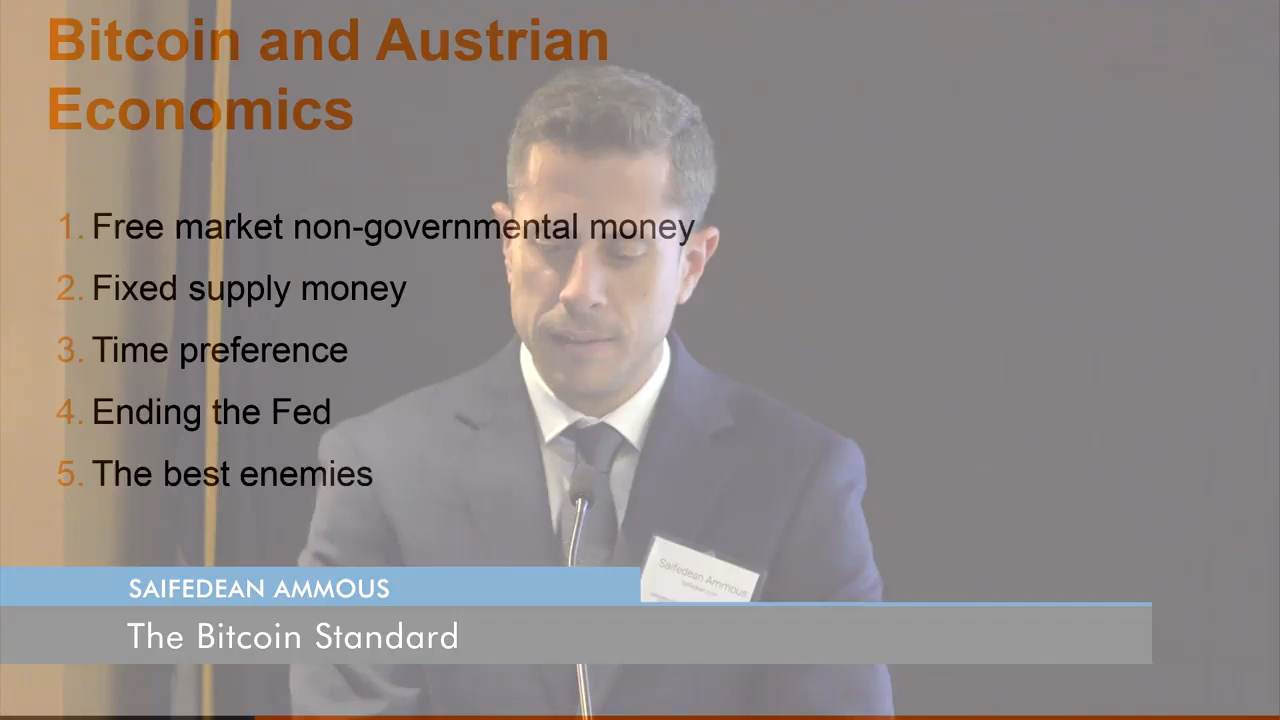 Bitcoin and Austrian
Economics
1. Free market non-governmental money
2. Fixed supply money
3. Time preference
4. Ending the Fed
5. The best enemies
Saifedean Ammous
SAIFEDEAN AMMOUS
The Bitcoin Standard